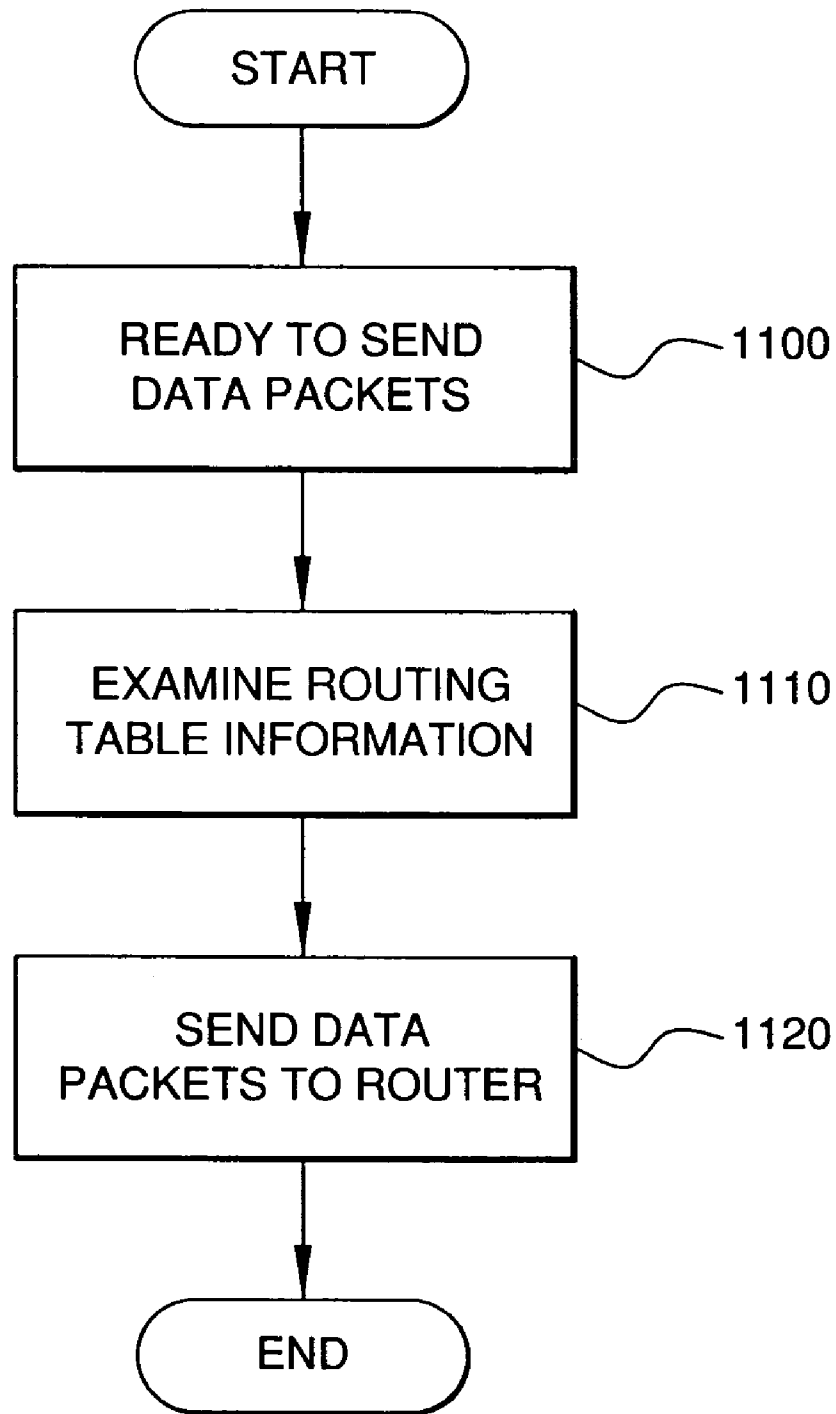 START
READY TO SEND
DATA PACKETS
1100
EXAMINE ROUTING
TABLE INFORMATION
1110
SEND DATA
PACKETS TO ROUTER
1120
END